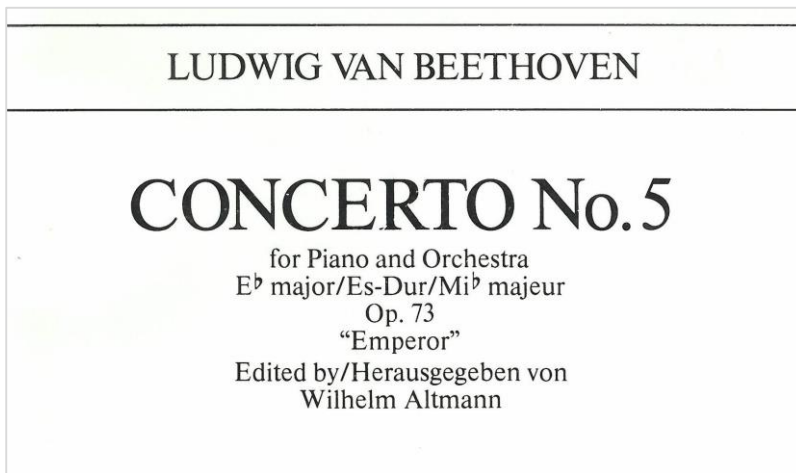 LUDWIG VAN BEETHOVEN
CONCERTO No. 5
for Piano and Orchestra
E♭ major/Es-Dur/Mi♭ majeur
Op. 73
“Emperor”
Edited by/Herausgegeben von
Wilhelm Altmann